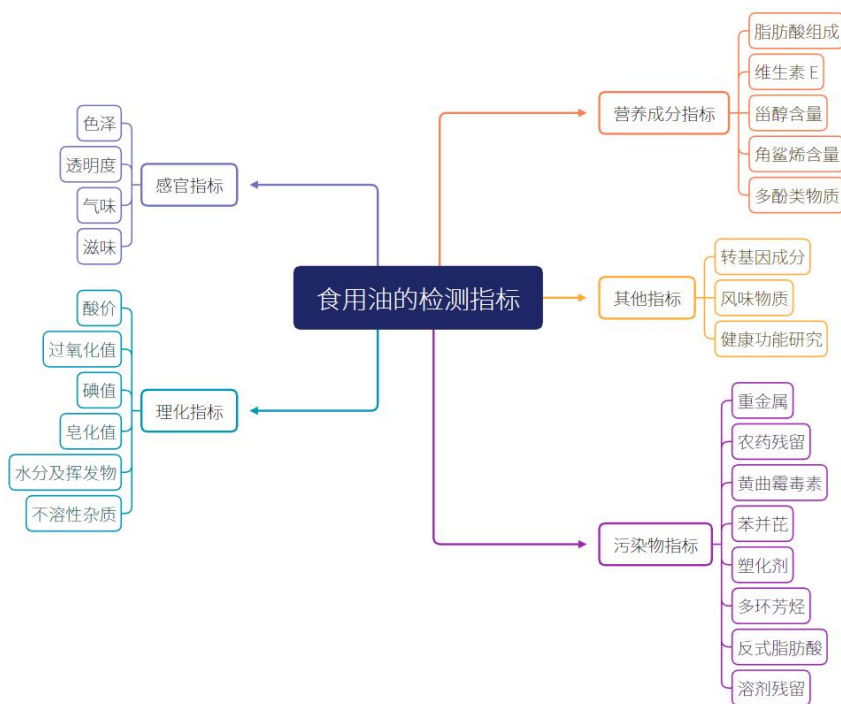 食用油的检测指标
感官指标
色泽
透明度
气味
滋味
理化指标
酸价
过氧化值
碘值
皂化值
水分及挥发物
不溶性杂质
营养成分指标
脂肪酸组成
维生素 E
甾醇含量
角鲨烯含量
多酚类物质
其他指标
转基因成分
风味物质
健康功能研究
污染物指标
重金属
农药残留
黄曲霉毒素
苯并芘
塑化剂
多环芳烃
反式脂肪酸
溶剂残留